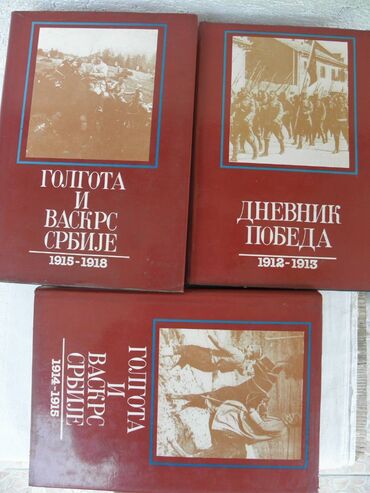 ГОЛГОТА
И
ВАСКРС
СРБИЈЕ
1915-1918
ДНЕВНИК
ПОБЕДА
1912-1913
ГОЛГОТА
И
ВАСКРС
СРБИЈЕ
1914-1915